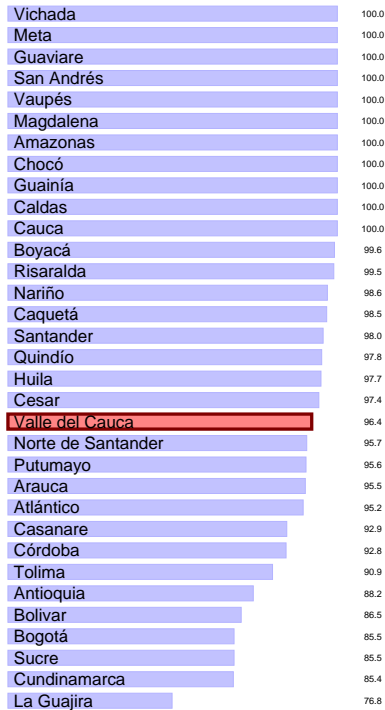 Vichada 100.0
Meta 100.0
Guaviare 100.0
San Andrés 100.0
Vaupés 100.0
Magdalena 100.0
Amazonas 100.0
Chocó 100.0
Guainía 100.0
Caldas 100.0
Cauca 100.0
Boyacá 99.6
Risaralda 99.5
Nariño 98.6
Caquetá 98.5
Santander 98.0
Quindío 97.8
Huila 97.7
Cesar 97.4
Valle del Cauca 96.4
Norte de Santander 95.7
Putumayo 95.6
Arauca 95.5
Atlántico 95.2
Casanare 92.9
Córdoba 92.8
Tolima 90.9
Antioquia 88.2
Bolivar 86.5
Bogotá 85.5
Sucre 85.5
Cundinamarca 85.4
La Guajira 76.8